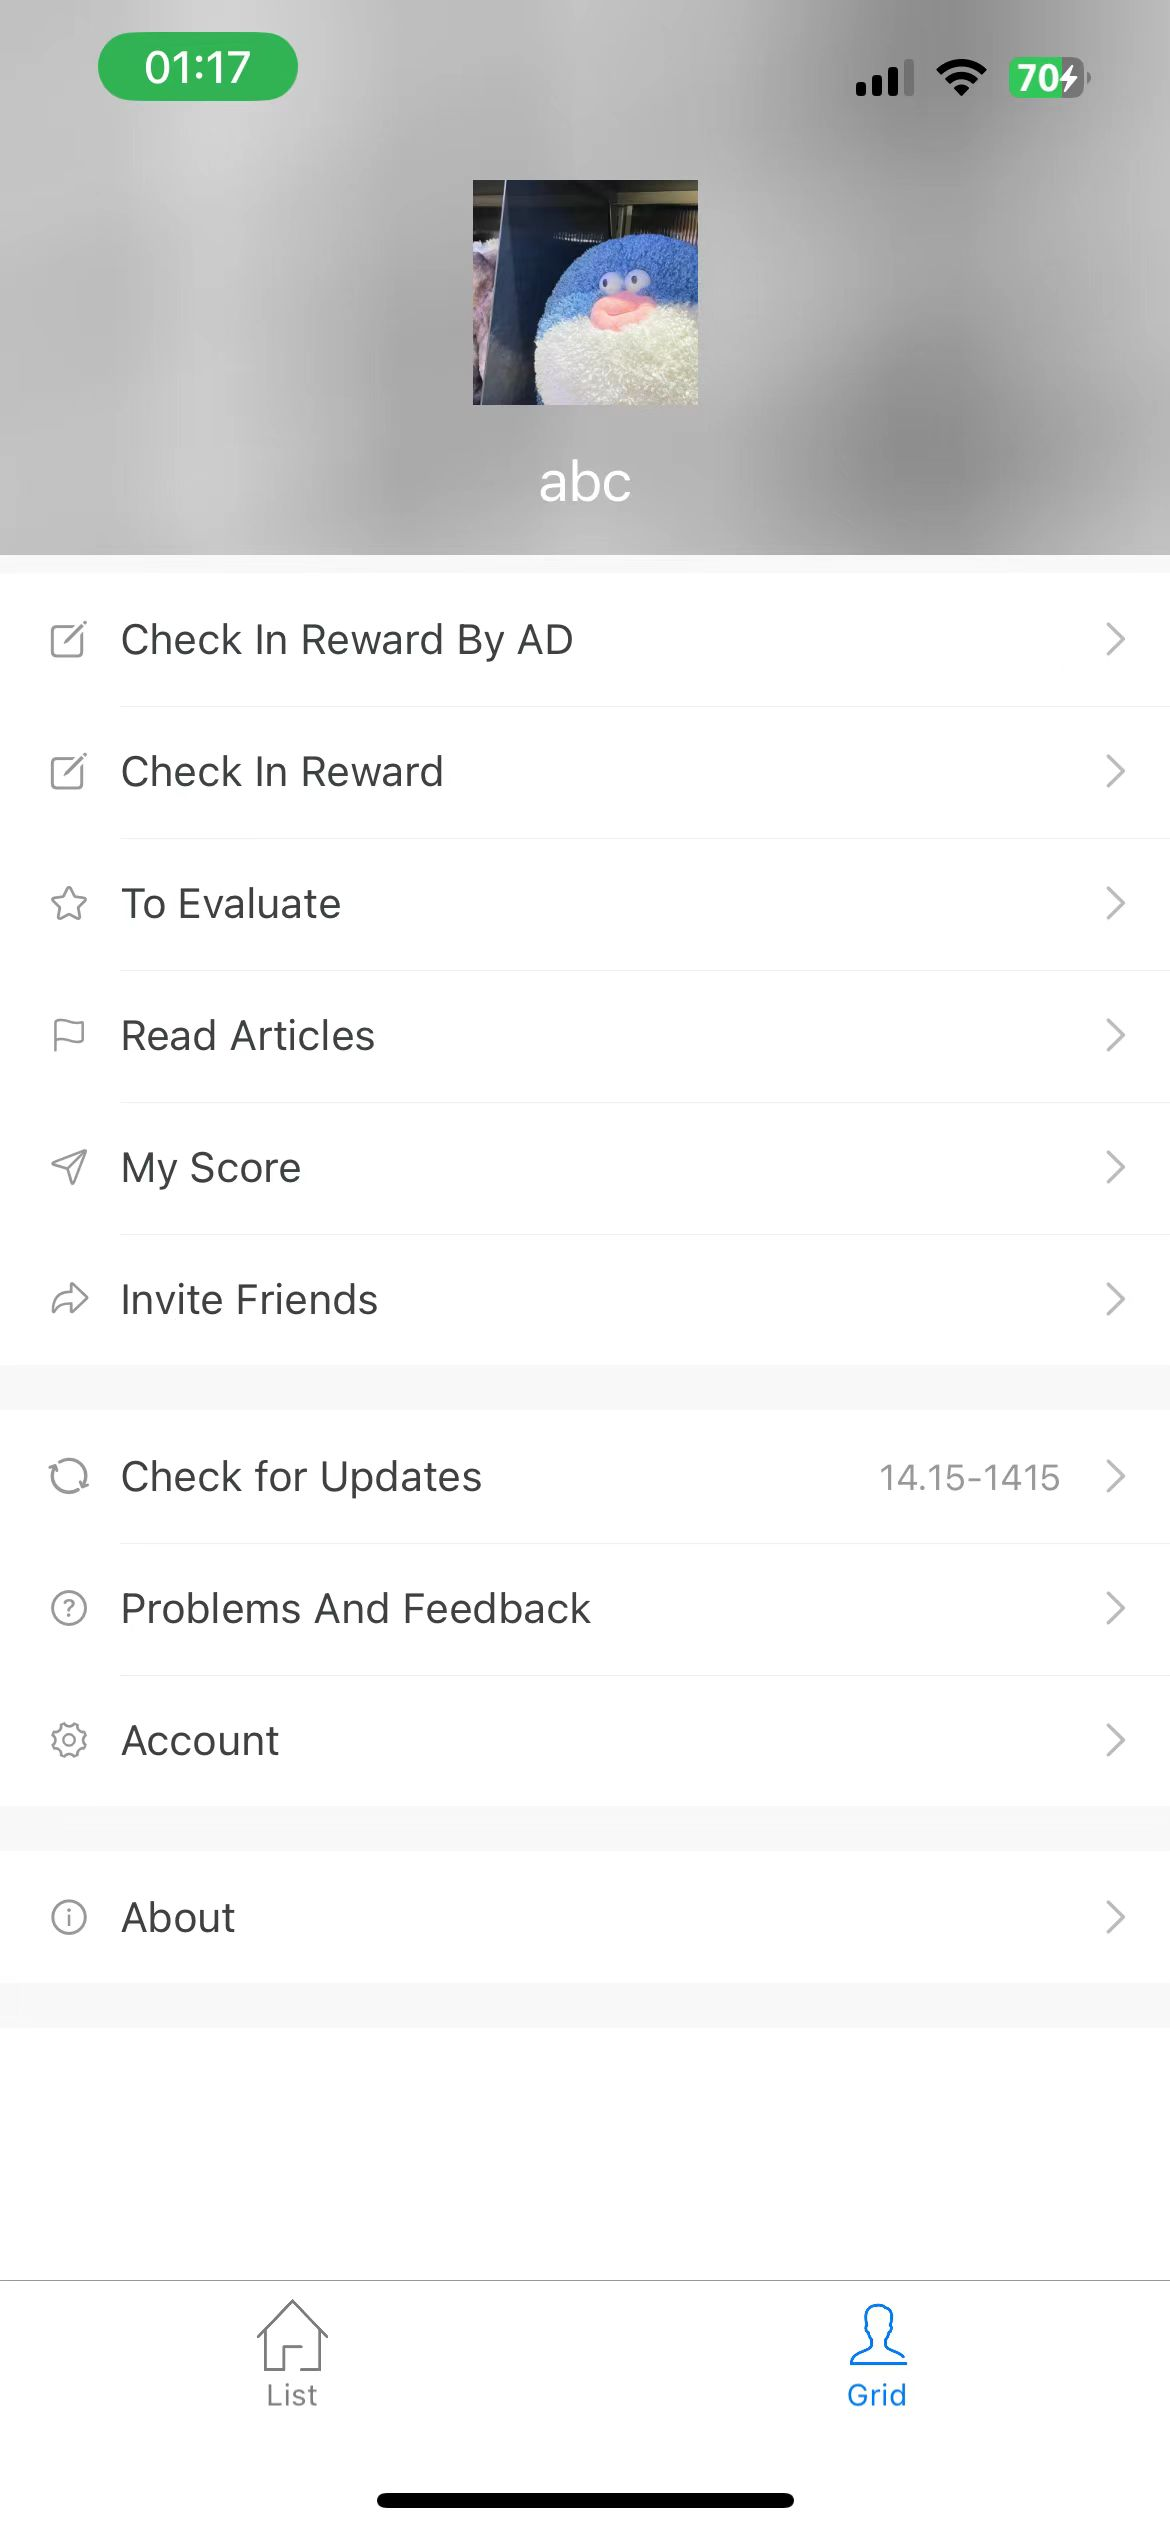 01:17
70
abc
Check In Reward By AD
Check In Reward
To Evaluate
Read Articles
My Score
Invite Friends
Check for Updates 14.15-1415
Problems And Feedback
Account
About
List Grid